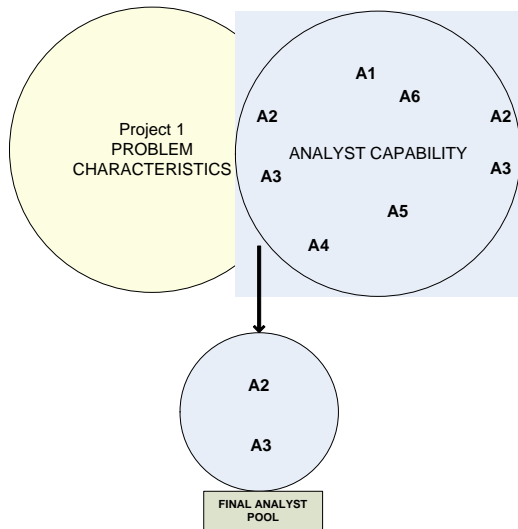 A1
A6
A2
A2
Project 1
PROBLEM
CHARACTERISTICS
ANALYST CAPABILITY
A3
A3
A5
A4
A2
A3
FINAL ANALYST
POOL